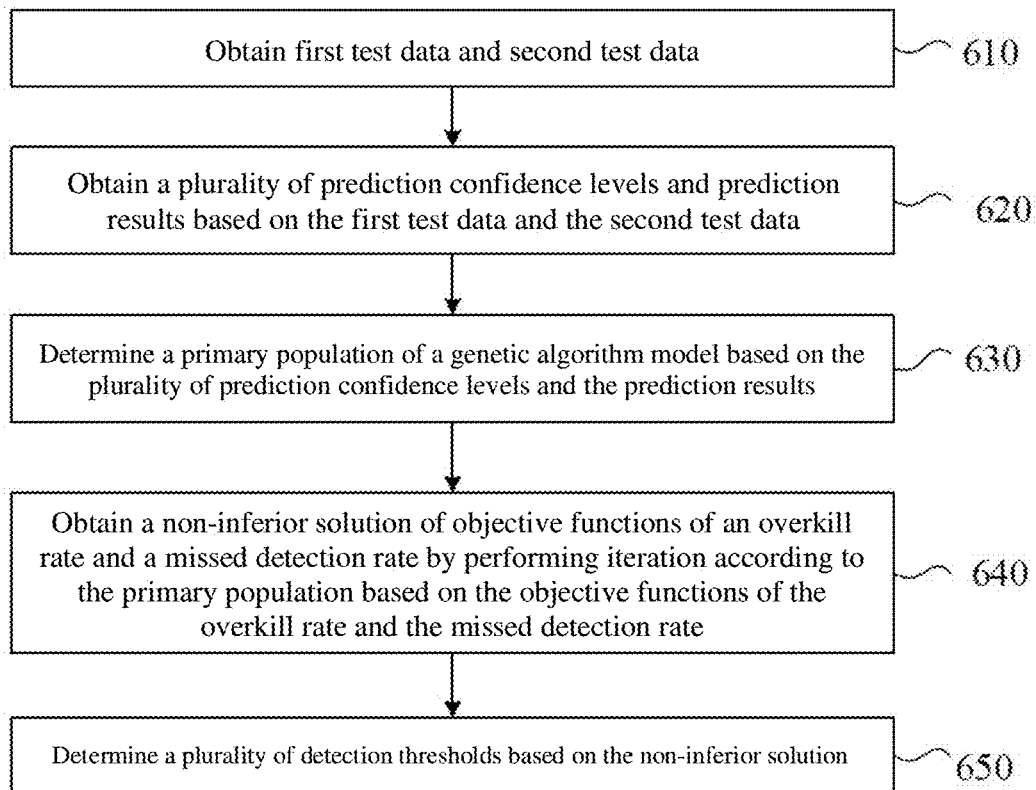 Obtain first test data and second test data
610
Obtain a plurality of prediction confidence levels and prediction
results based on the first test data and the second test data
620
Determine a primary population of a genetic algorithm model based on the
plurality of prediction confidence levels and the prediction results
630
Obtain a non-inferior solution of objective functions of an overkill
rate and a missed detection rate by performing iteration according to
the primary population based on the objective functions of the
overkill rate and the missed detection rate
640
Determine a plurality of detection thresholds based on the non-inferior solution
650